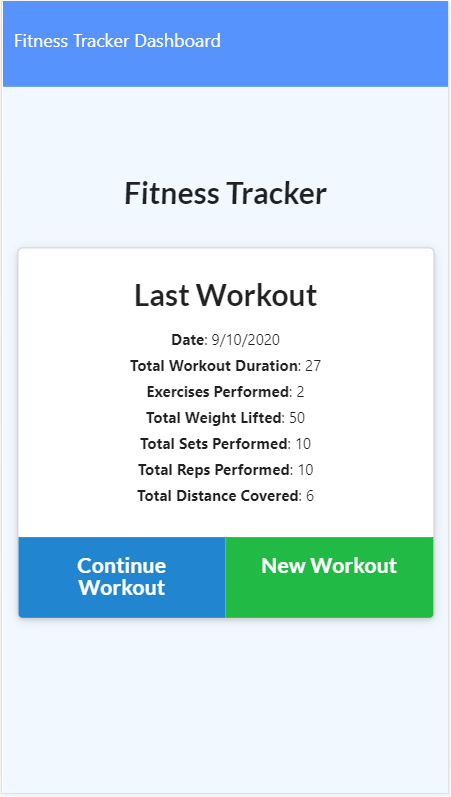 Fitness Tracker Dashboard
Fitness Tracker
Last Workout
Date: 9/10/2020
Total Workout Duration: 27
Exercises Performed: 2
Total Weight Lifted: 50
Total Sets Performed: 10
Total Reps Performed: 10
Total Distance Covered: 6
Continue
Workout
New Workout